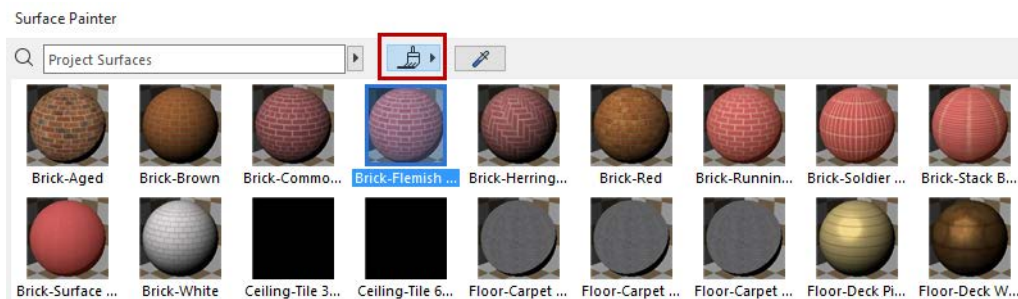 Surface Painter
Project Surfaces
Brick-Aged Brick-Brown Brick-Commo... Brick-Flemish ... Brick-Herring... Brick-Red Brick-Runnin... Brick-Soldier ... Brick-Stack B...
Brick-Surface ... Brick-White Ceiling-Tile 3... Ceiling-Tile 6... Floor-Carpet ... Floor-Carpet ... Floor-Carpet ... Floor-Deck Pi... Floor-Deck W...